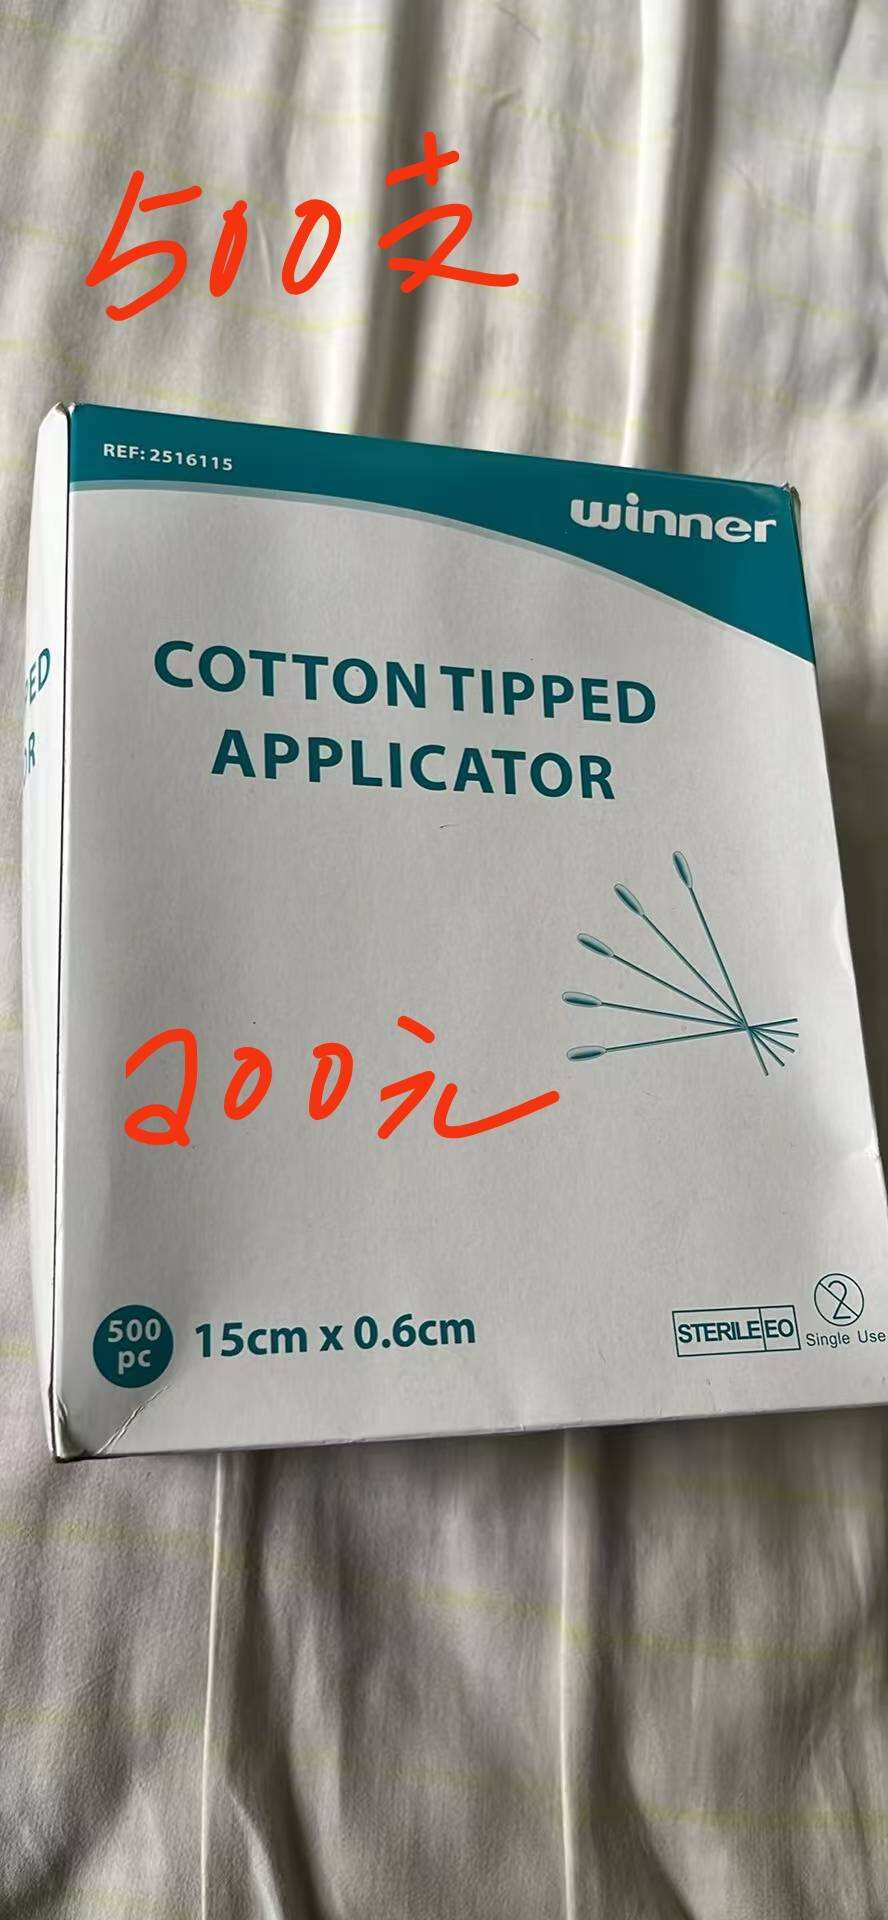 500支
REF: 2516115
winner
COTTON TIPPED
APPLICATOR
200元
500
pc
15cm x 0.6cm
STERILE EO
2
Single Use